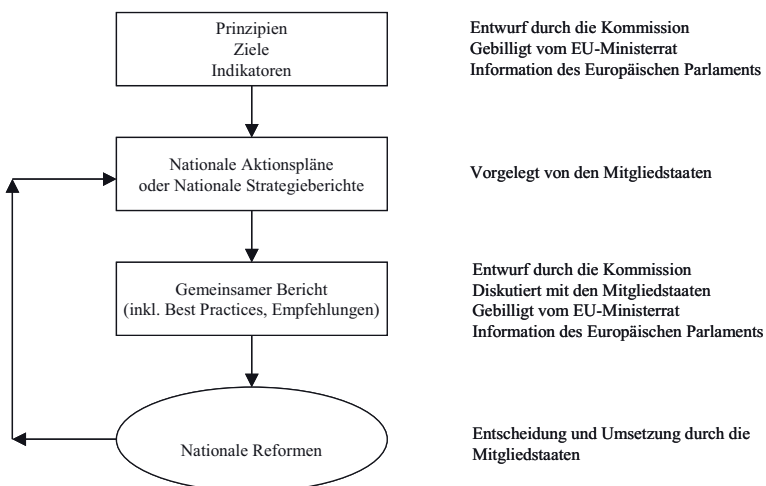 Prinzipien
Ziele
Indikatoren
Entwurf durch die Kommission
Gebilligt vom EU-Ministerrat
Information des Europäischen Parlaments
Nationale Aktionspläne
oder Nationale Strategieberichte
Vorgelegt von den Mitgliedstaaten
Gemeinsamer Bericht
(inkl. Best Practices, Empfehlungen)
Entwurf durch die Kommission
Diskutiert mit den Mitgliedstaaten
Gebilligt vom EU-Ministerrat
Information des Europäischen Parlaments
Nationale Reformen
Entscheidung und Umsetzung durch die
Mitgliedstaaten